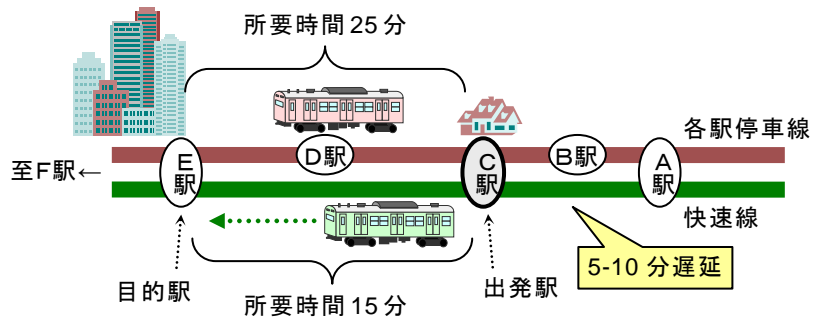 所要時間25分
各駅停車線
至F駅←
E駅
D駅
C駅
B駅
A駅
快速線
5-10分遅延
目的駅
所要時間15分
出発駅